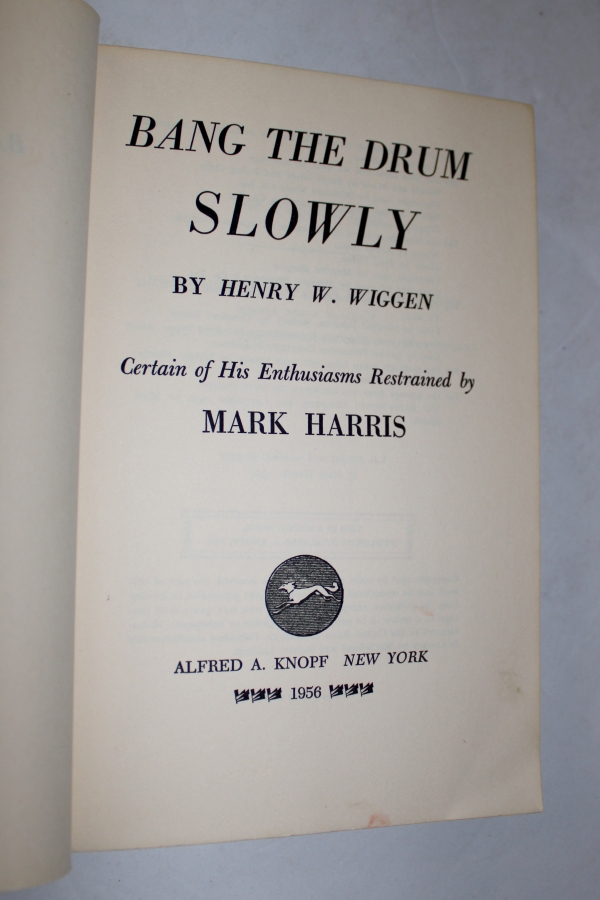 BANG THE DRUM
SLOWLY
BY HENRY W. WIGGEN
Certain of His Enthusiasms Restrained by
MARK HARRIS
ALFRED A. KNOPF NEW YORK
1956